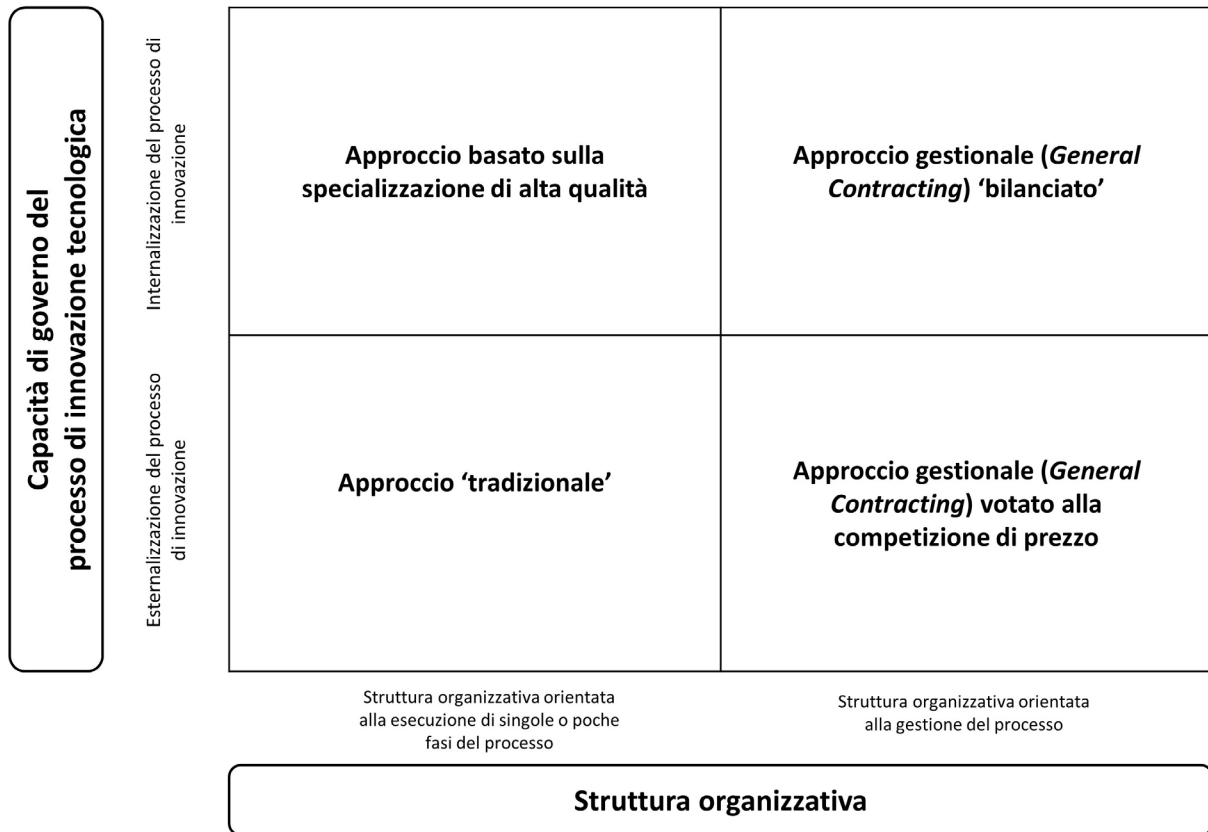 Capacità di governo del
processo di innovazione tecnologica
Internalizzazione del processo di
innovazione
Approccio basato sulla
specializzazione di alta qualità
Approccio gestionale (General
Contracting) ‘bilanciato’
Esternalizzazione del processo
di innovazione
Approccio ‘tradizionale’
Approccio gestionale (General
Contracting) votato alla
competizione di prezzo
Struttura organizzativa orientata
alla esecuzione di singole o poche
fasi del processo
Struttura organizzativa orientata
alla gestione del processo
Struttura organizzativa